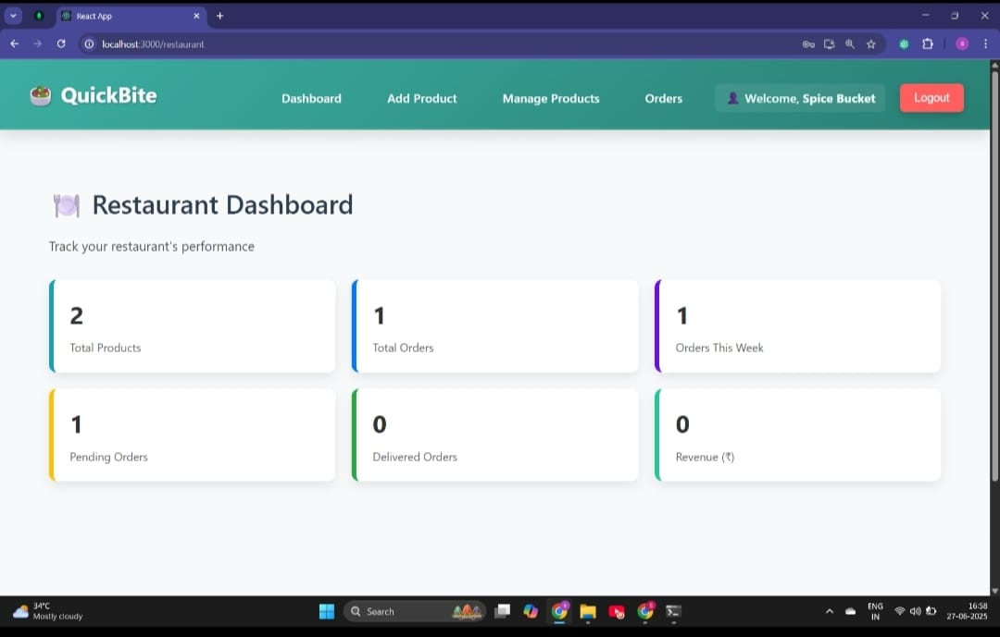 React App
localhost:3000/restaurant
QuickBite
Dashboard
Add Product
Manage Products
Orders
Welcome, Spice Bucket
Logout
Restaurant Dashboard
Track your restaurant's performance
2
Total Products
1
Total Orders
1
Orders This Week
1
Pending Orders
0
Delivered Orders
0
Revenue (₹)
34°C
Mostly cloudy
Search
ENG
IN
16:58
27-06-2025